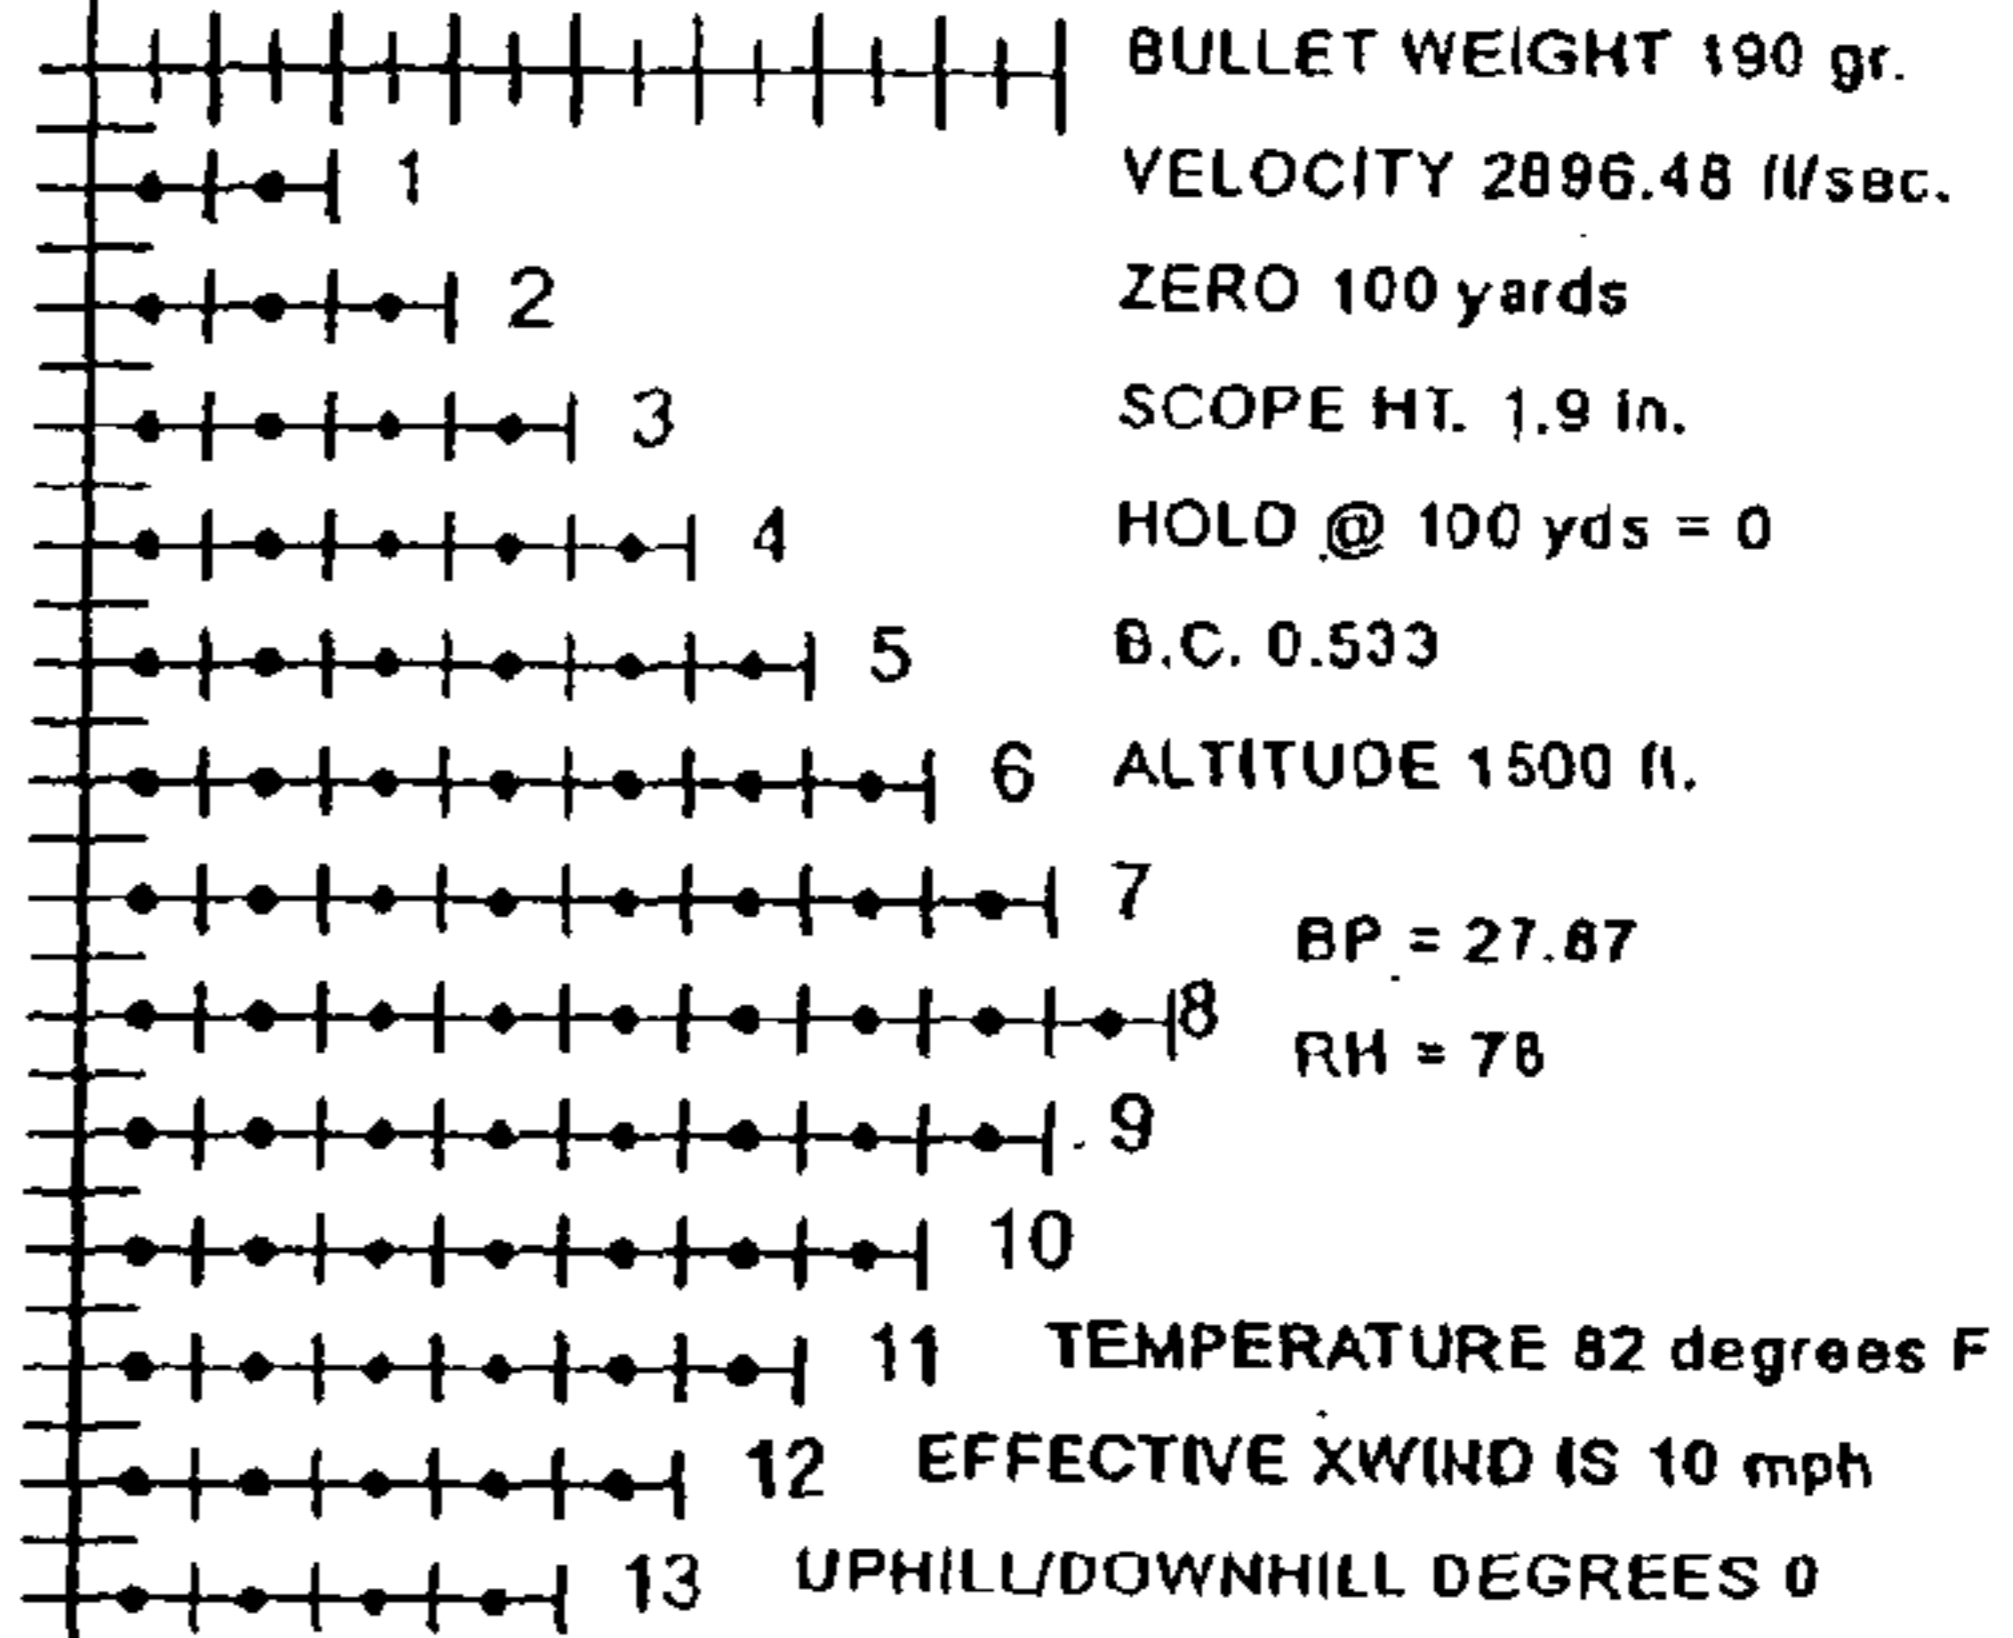 BULLET WEIGHT 190 gr.
1 VELOCITY 2896.48 ft/sec.
2 ZERO 100 yards
3 SCOPE HT. 1.9 in.
4 HOLD @ 100 yds = 0
5 B.C. 0.533
6 ALTITUDE 1500 ft.
7
BP = 27.87
8
RH = 78
9
10
11 TEMPERATURE 82 degrees F
12 EFFECTIVE XWIND IS 10 mph
13 UPHILL/DOWNHILL DEGREES 0